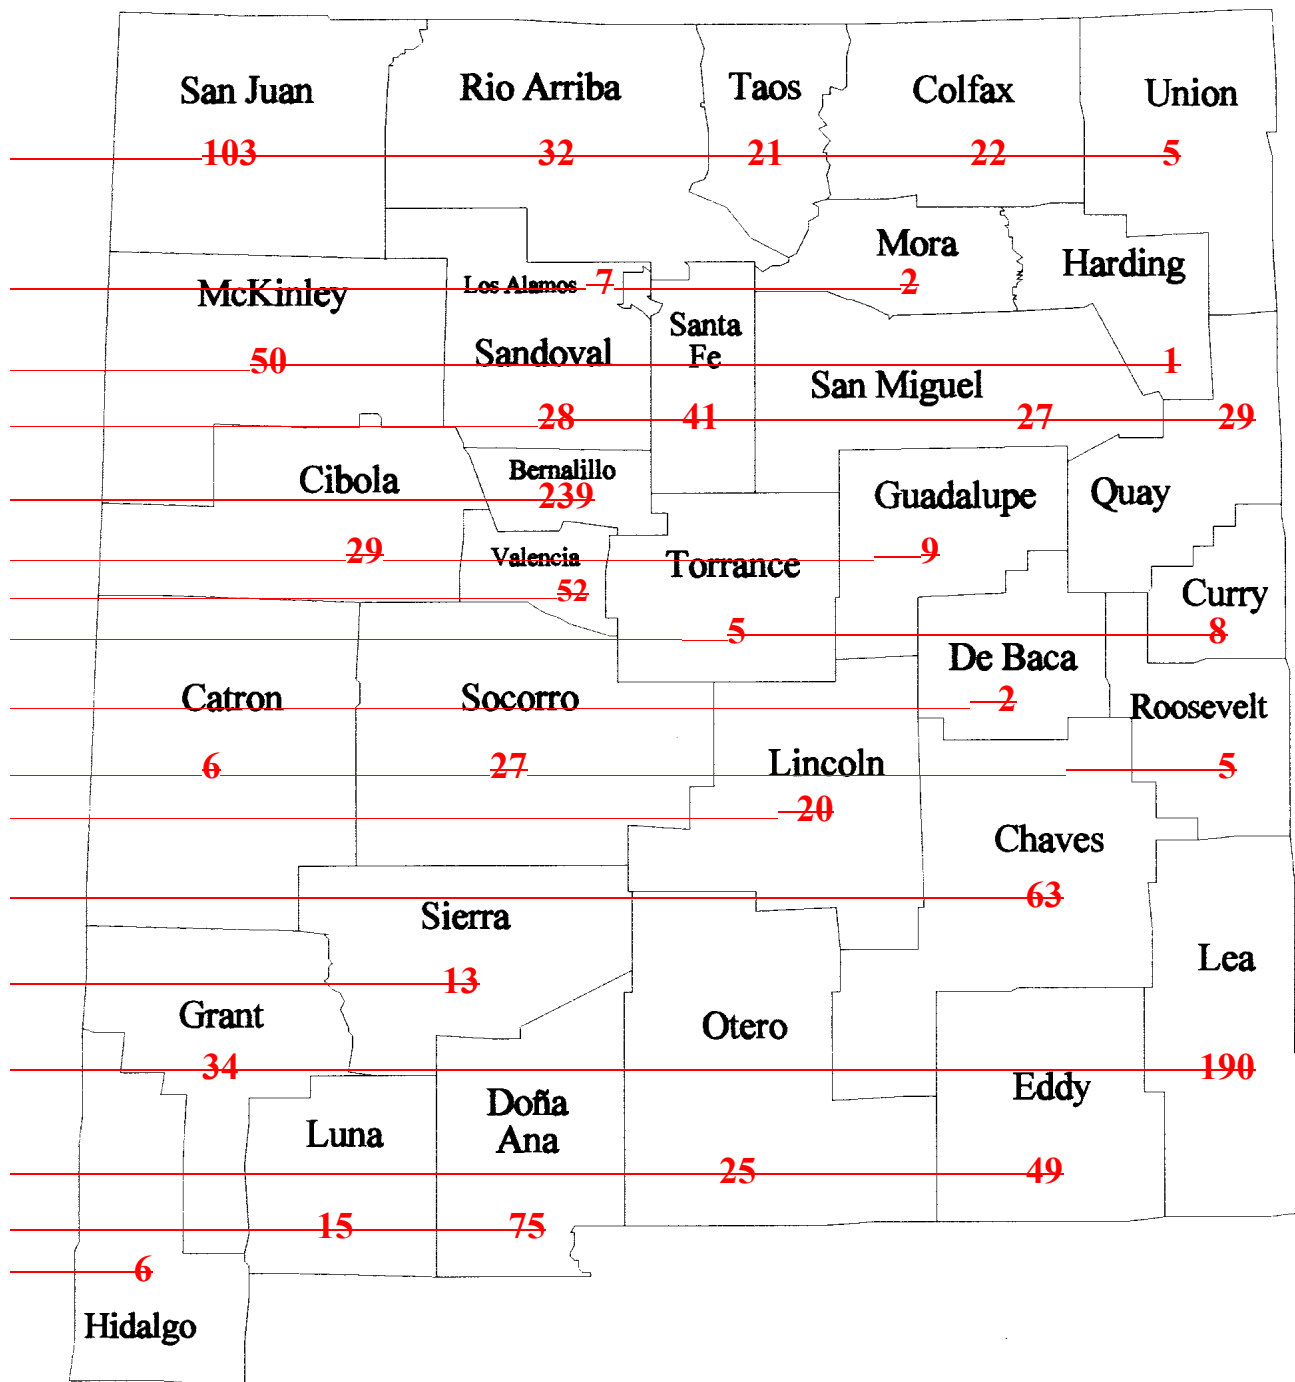 San Juan Rio Arriba Taos Colfax Union
103 32 21 22 5
Mora Harding
McKinley Los Alamos 7 2
Santa
Fe
Sandoval
50 1
San Miguel
28 41 27 29
Cibola Bernalillo Guadalupe Quay
239
29 Valencia Torrance 9
52 Curry
5 8
De Baca
Catron Socorro 2 Roosevelt
6 27 Lincoln 5
20
Chaves
63
Sierra
Lea
13
Grant Otero
34 190
Doña
Ana
Eddy
Luna
25 49
15 75
6
Hidalgo